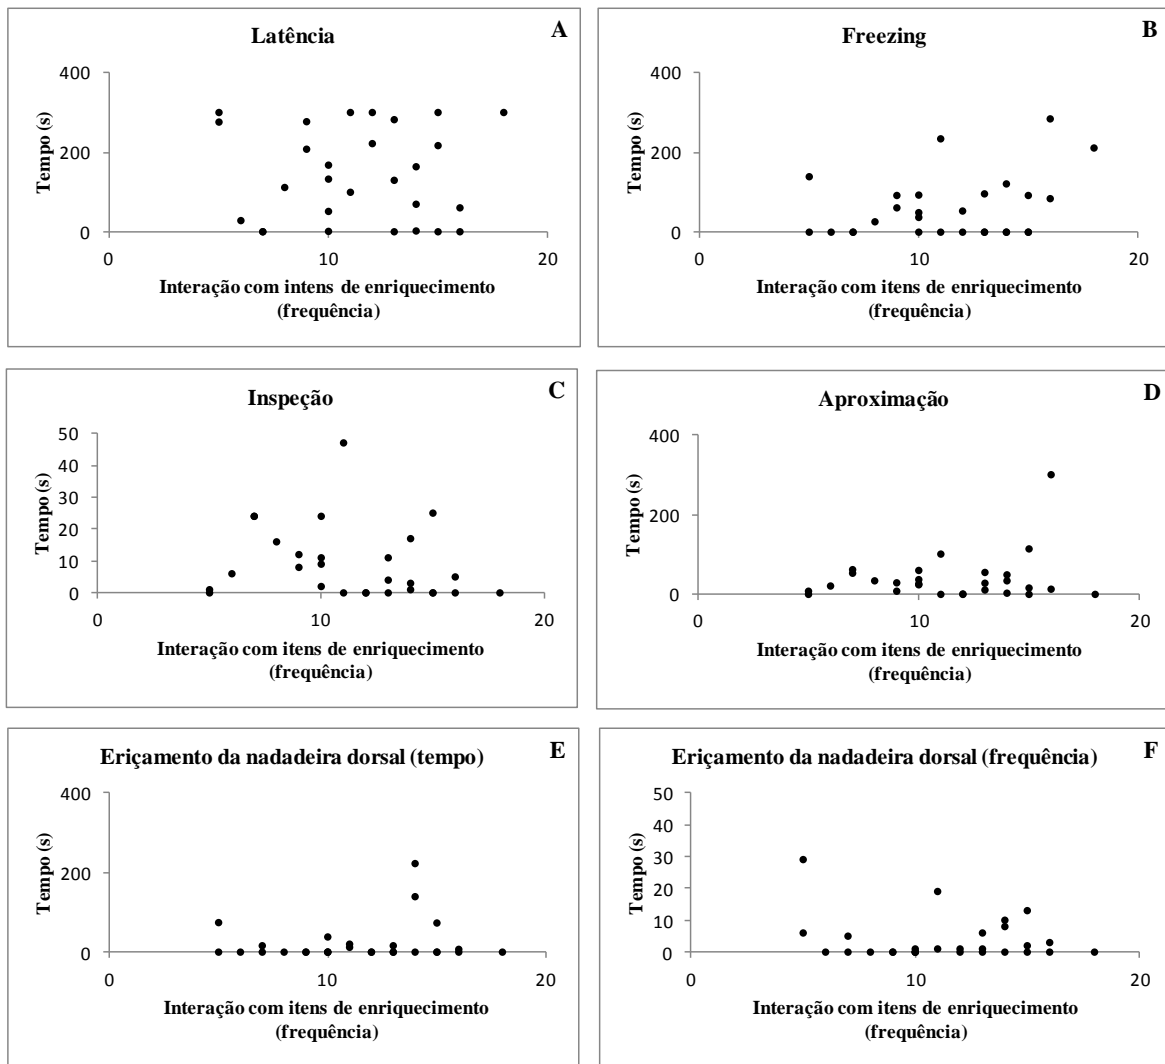 Latência
A
400
200
0
Tempo (s)
0
10
20
Interação com intens de enriquecimento
(frequência)
Freezing
B
400
200
0
Tempo (s)
0
10
20
Interação com itens de enriquecimento
(frequência)
Inspeção
C
50
40
30
20
10
0
Tempo (s)
0
10
20
Interação com itens de enriquecimento
(frequência)
Aproximação
D
400
200
0
Tempo (s)
0
10
20
Interação com itens de enriquecimento
(frequência)
Eriçamento da nadadeira dorsal (tempo)
E
400
200
0
Tempo (s)
0
10
20
Interação com itens de enriquecimento
(frequência)
Eriçamento da nadadeira dorsal (frequência)
F
50
40
30
20
10
0
Tempo (s)
0
10
20
Interação com itens de enriquecimento
(frequência)